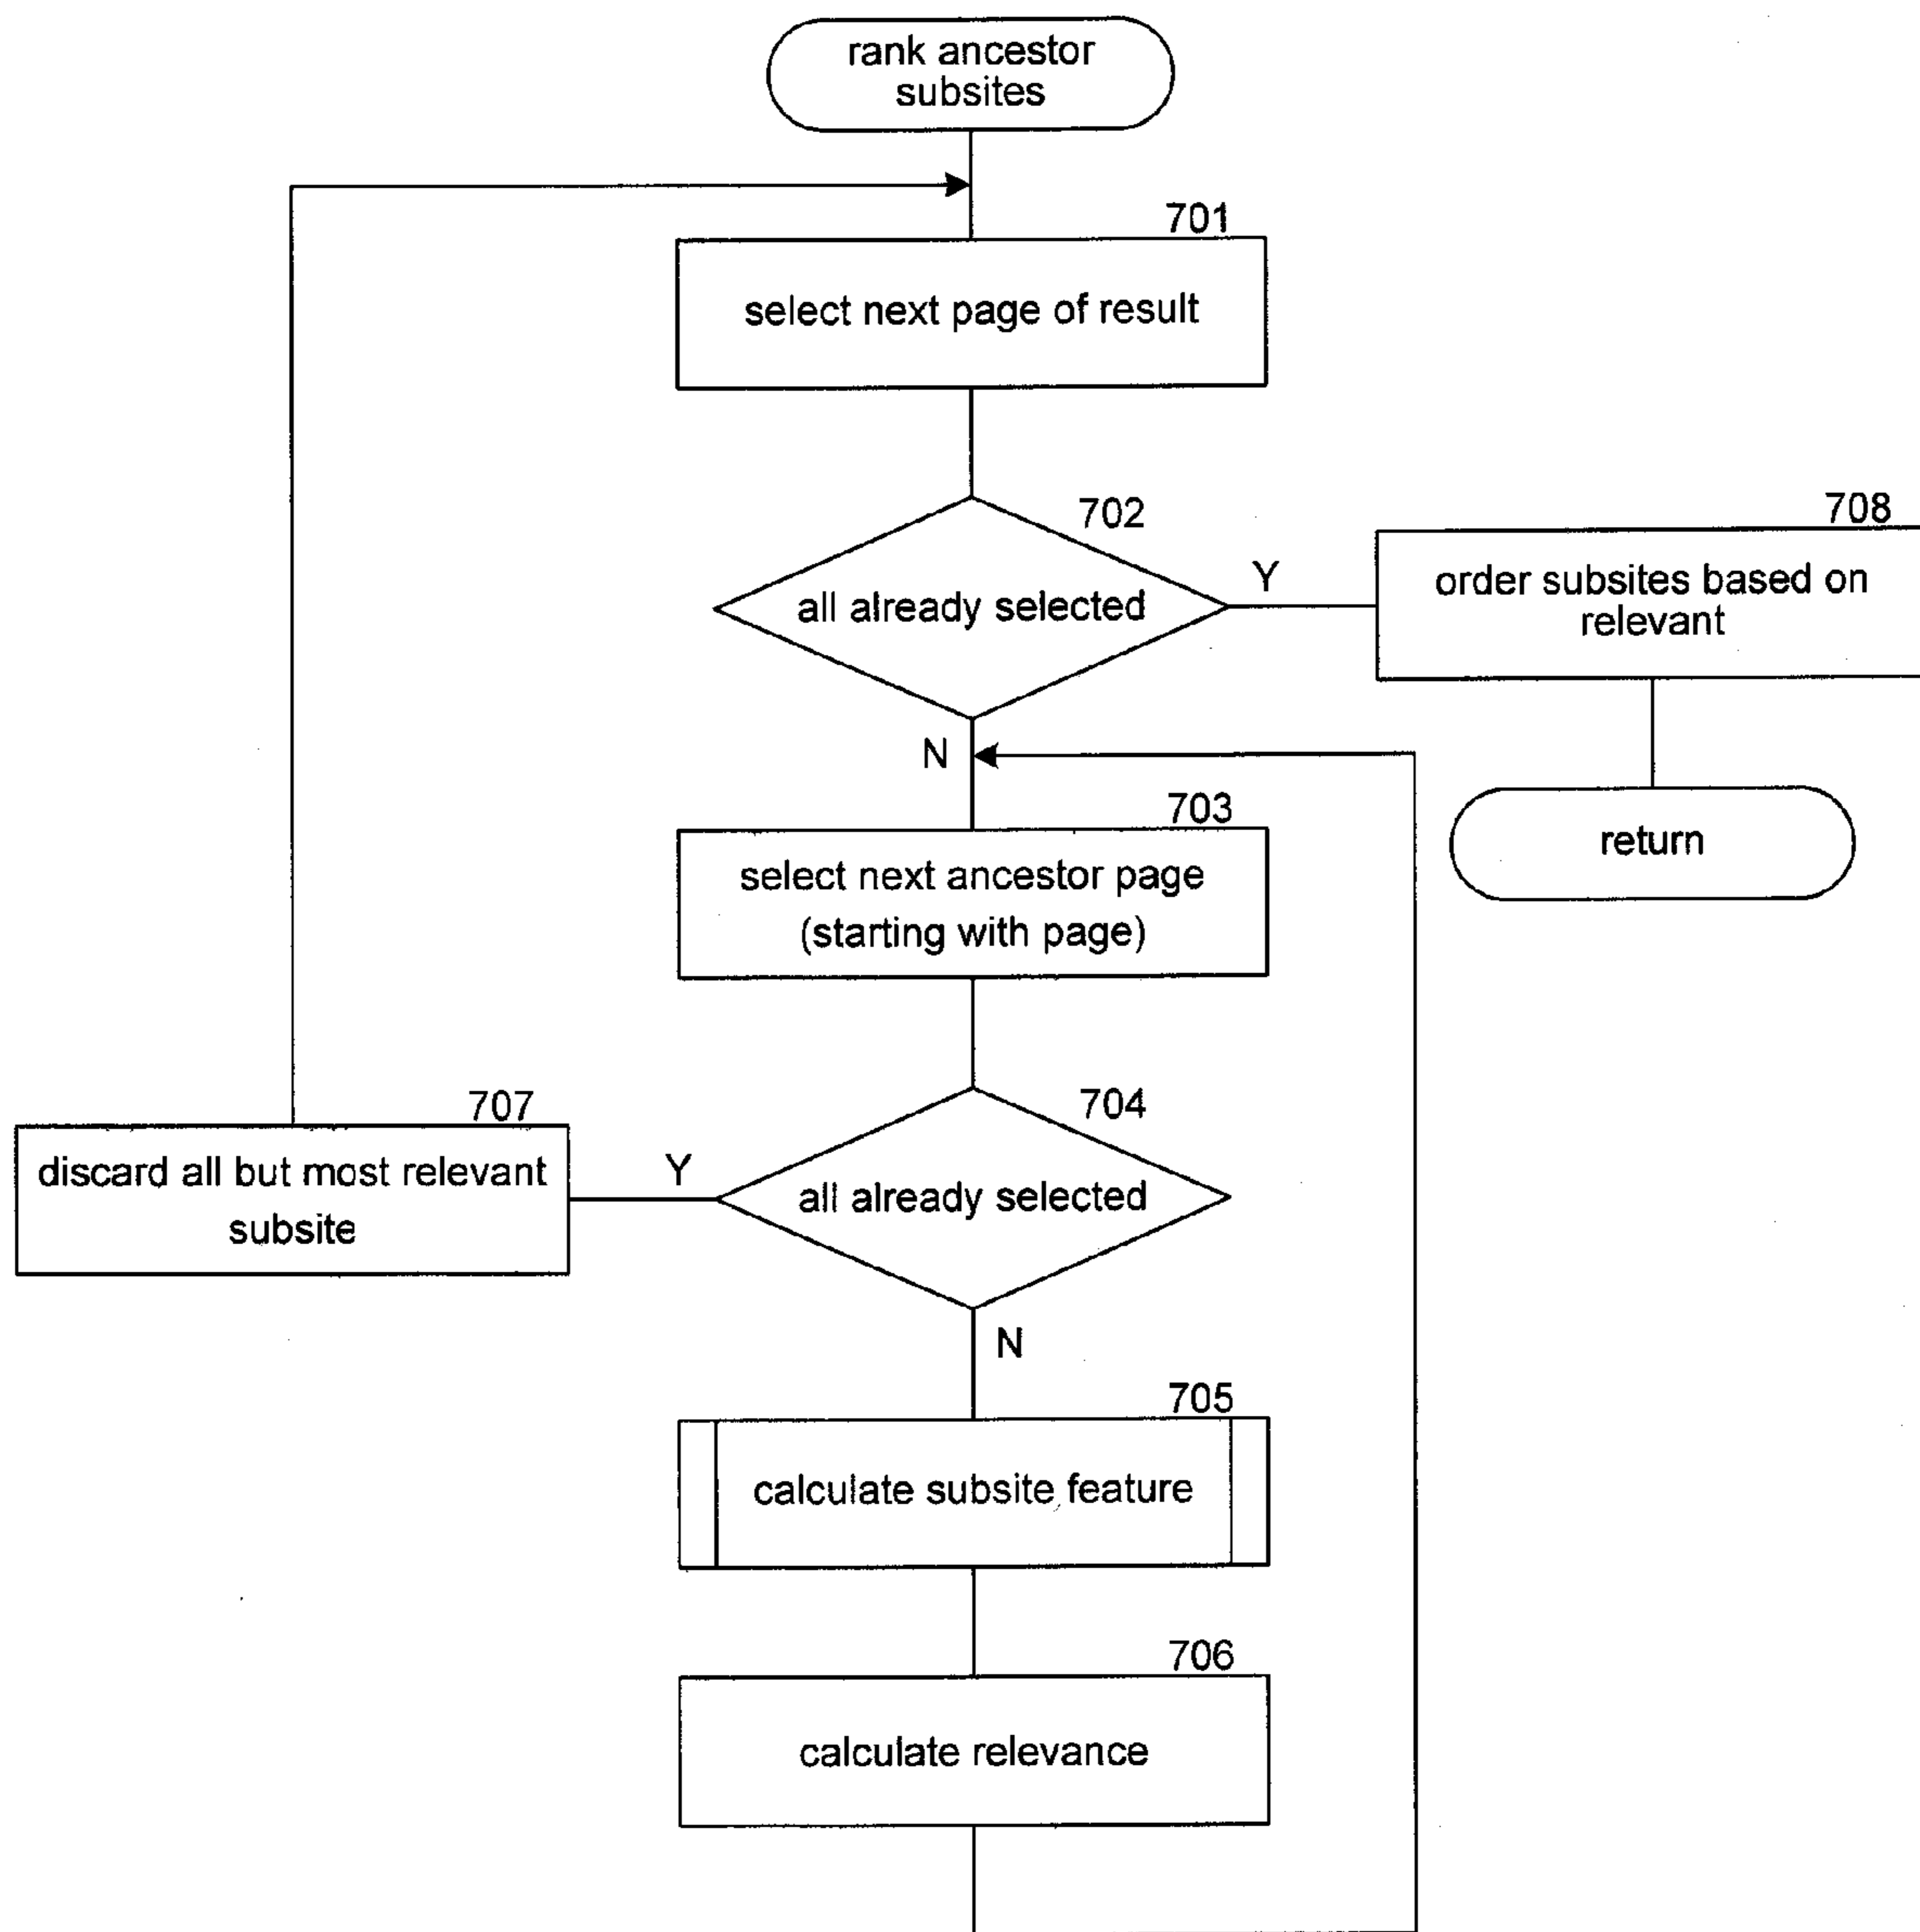 rank ancestor
subsites
701
select next page of result
702
all already selected
Y
708
order subsites based on
relevant
N
703
select next ancestor page
(starting with page)
return
704
all already selected
Y
707
discard all but most relevant
subsite
N
705
calculate subsite feature
706
calculate relevance